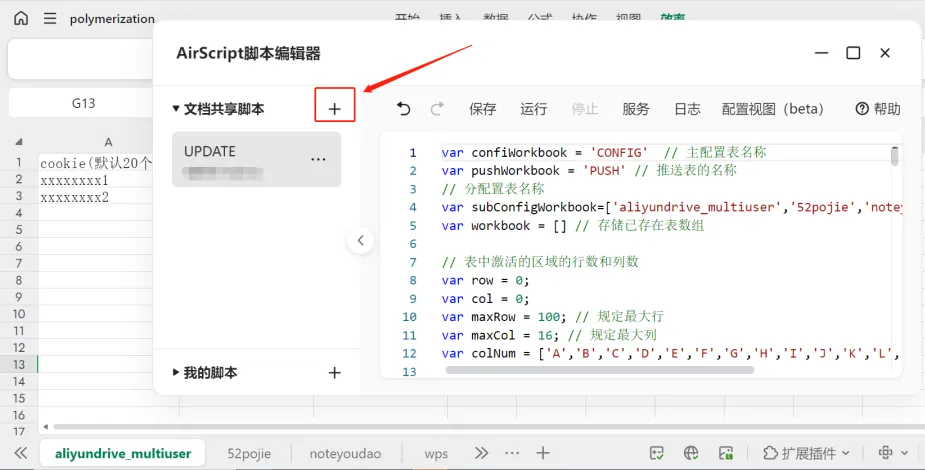 polymerization
开始 插入 数据 公式 协作 视图 效率
AirScript脚本编辑器
G13
文档共享脚本
保存 运行 停止 服务 日志 配置视图（beta） 帮助
UPDATE
A
1 cookie(默认20个
2 xxxxxxxx1
3 xxxxxxxx2
4
5
6
7
8
9
10
11
12
13
14
15
16
17
1 var confiWorkbook = 'CONFIG' // 主配置表名称
2 var pushWorkbook = 'PUSH' // 推送表的名称
3 // 分配置表名称
4 var subConfigWorkbook=['aliyundrive_multiuser','52pojie','notey
5 var workbook = [] // 存储已存在表数组
6
7 // 表中激活的区域的行数和列数
8 var row = 0;
9 var col = 0;
10 var maxRow = 100; // 规定最大行
11 var maxCol = 16; // 规定最大列
12 var colNum = ['A','B','C','D','E','F','G','H','I','J','K','L',
13
我的脚本
aliyundrive_multiuser 52pojie noteyoudao wps
扩展插件